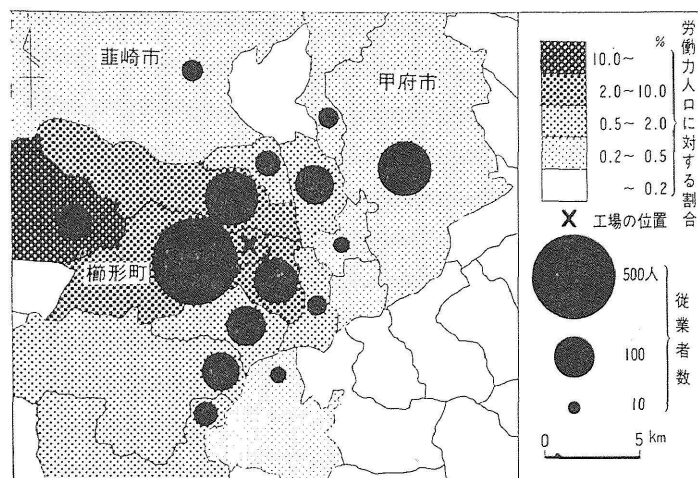 韮崎市
甲府市
櫛形町
%
10.0~
2.0~10.0
0.5~ 2.0
0.2~ 0.5
~ 0.2
労働力人口に対する割合
X 工場の位置
500人
100
10
従業者数
0 5 km